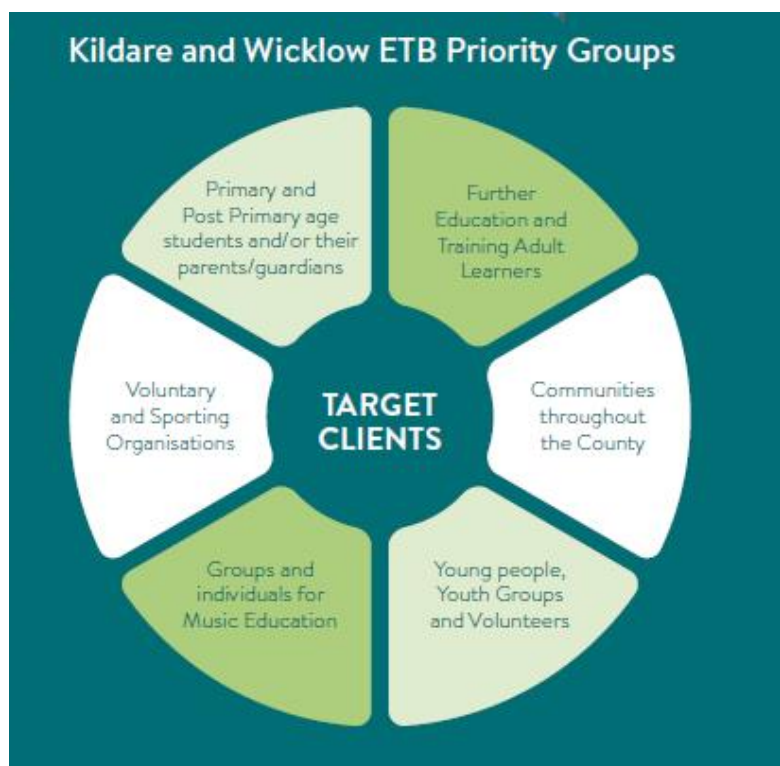 Kildare and Wicklow ETB Priority Groups
Primary and
Post Primary age
students and/or their
parents/guardians
Further
Education and
Training Adult
Learners
Voluntary
and Sporting
Organisations
TARGET
CLIENTS
Communities
throughout
the County
Groups and
individuals for
Music Education
Young people,
Youth Groups
and Volunteers